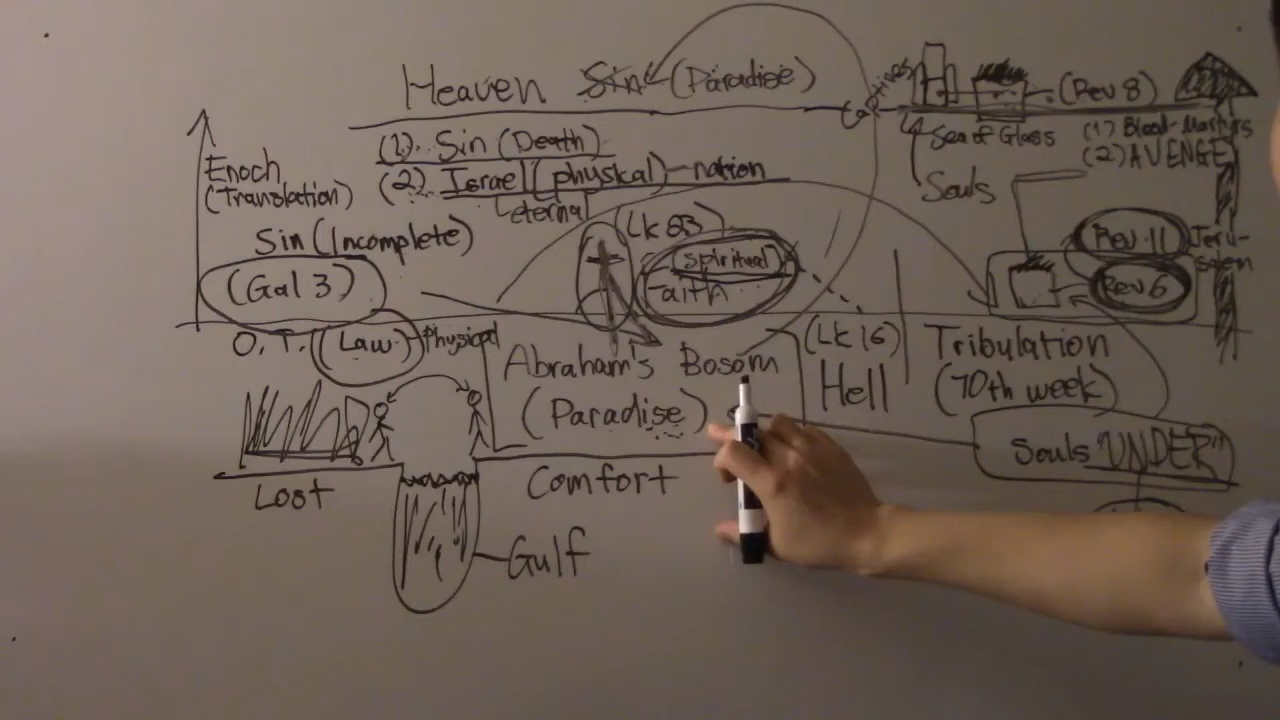 Heaven Sin (Paradise)
(1). Sin (Death)
(2). Israel (physical) - nation
eternal
Enoch
(Translation)
Sin (Incomplete)
(Gal 3)
(Lk 23)
spiritual
Faith
O.T. (Law) Physical
Abraham's Bosom
(Paradise)
(Lk 16)
Hell
Lost
Comfort
Gulf
Captives
(Rev 8)
Sea of Glass
Souls
(1) Blood-Martyrs
(2) AVENGE
Rev. 11
Jeru-
salem
Rev 6
Tribulation
(70th week)
Souls "UNDER"